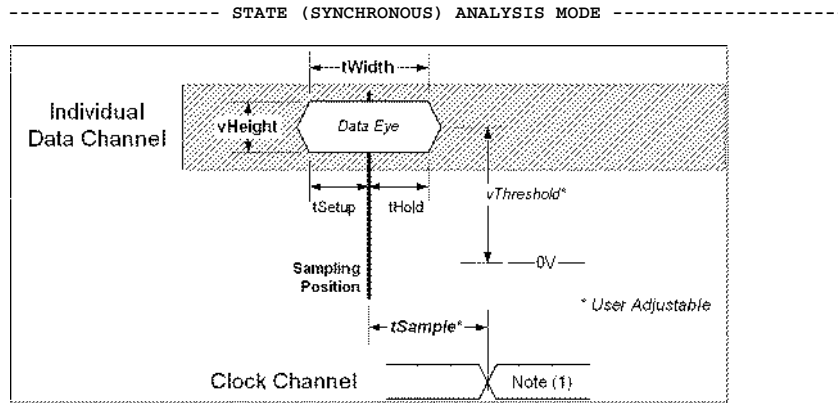 ------------------ STATE (SYNCHRONOUS) ANALYSIS MODE -------------------
tWidth
Individual
Data Channel
vHeight
Data Eye
tSetup
tHold
vThreshold*
Sampling
Position
0V
* User Adjustable
tSample*
Clock Channel
Note (1)